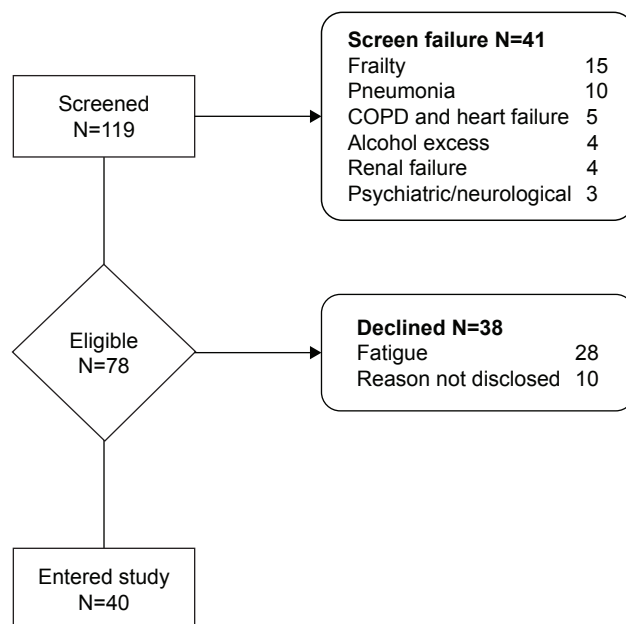 Screened
N=119
Screen failure N=41
Frailty 15
Pneumonia 10
COPD and heart failure 5
Alcohol excess 4
Renal failure 4
Psychiatric/neurological 3
Eligible
N=78
Declined N=38
Fatigue 28
Reason not disclosed 10
Entered study
N=40